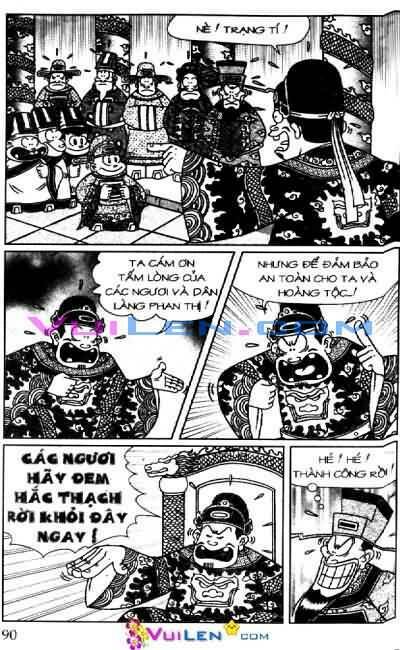 NÈ! TRẠNG TÍ!
TA CẢM ƠN
TẤM LÒNG CỦA
CÁC NGƯƠI VÀ DÂN
LÀNG PHAN THỊ!
NHƯNG ĐỂ ĐẢM BẢO
AN TOÀN CHO TA VÀ
HOÀNG TỘC..!
VuiLen.com
CÁC NGƯƠI
HÃY ĐEM
HẮC THẠCH
RỜI KHỎI ĐÂY
NGAY!
HÊ! HÊ!
THÀNH CÔNG RỒI!
90
VuiLen.com